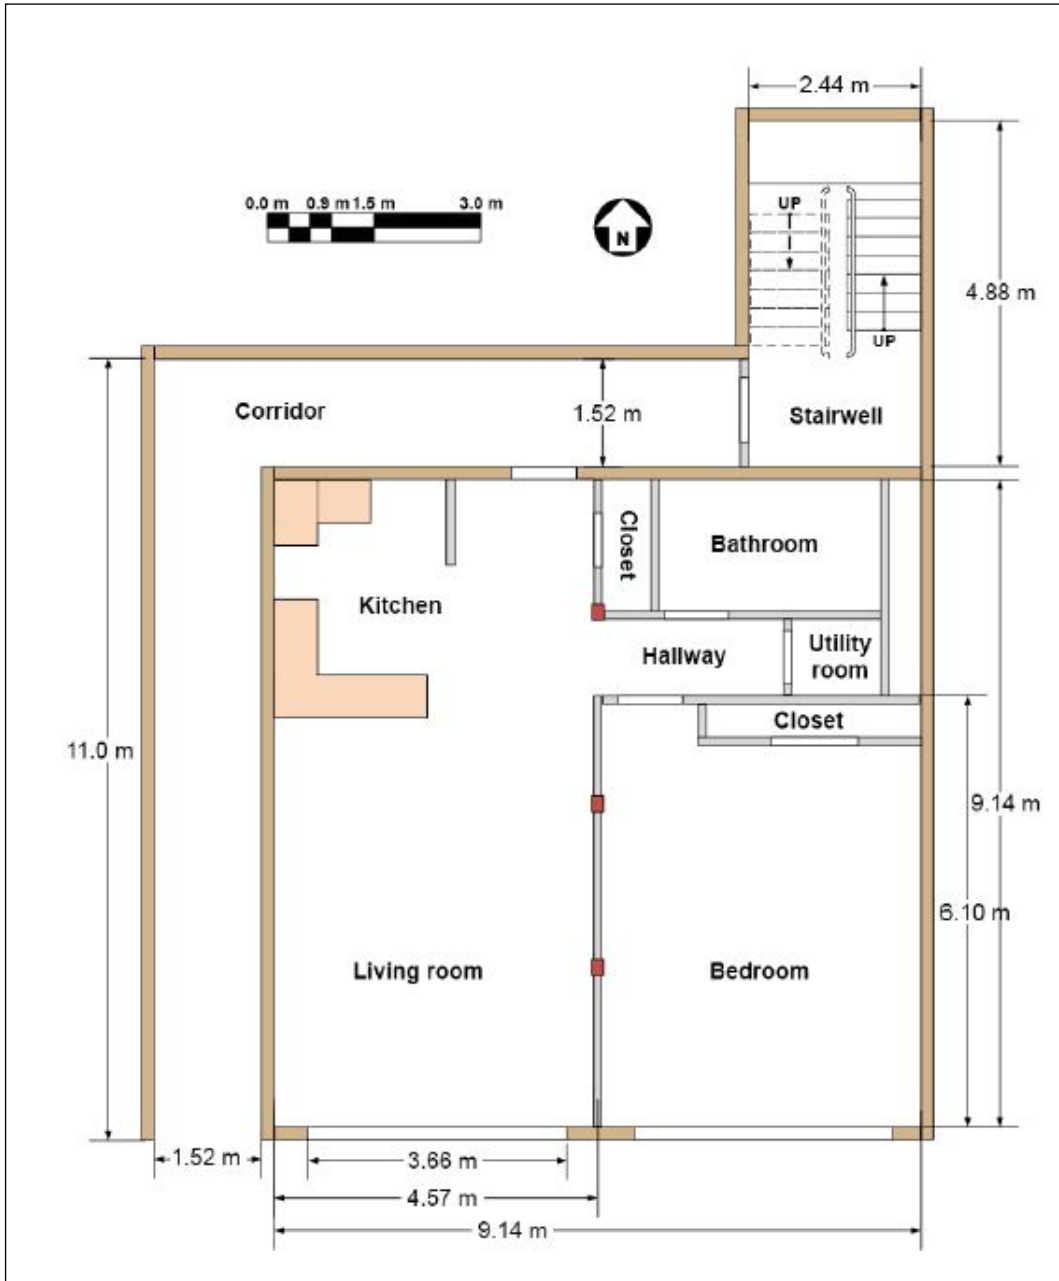 2.44 m
0.0 m 0.9 m 1.5 m 3.0 m
N
UP
4.88 m
UP
Corridor
1.52 m
Stairwell
Closet
Bathroom
Kitchen
Hallway
Utility
room
Closet
11.0 m
9.14 m
6.10 m
Living room
Bedroom
1.52 m
3.66 m
4.57 m
9.14 m